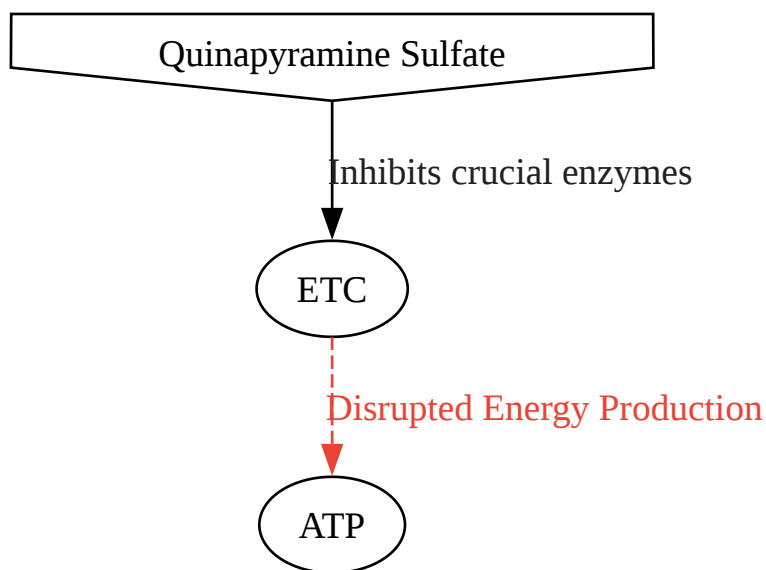 Quinapyramine Sulfate
Inhibits crucial enzymes
ETC
Disrupted Energy Production
ATP